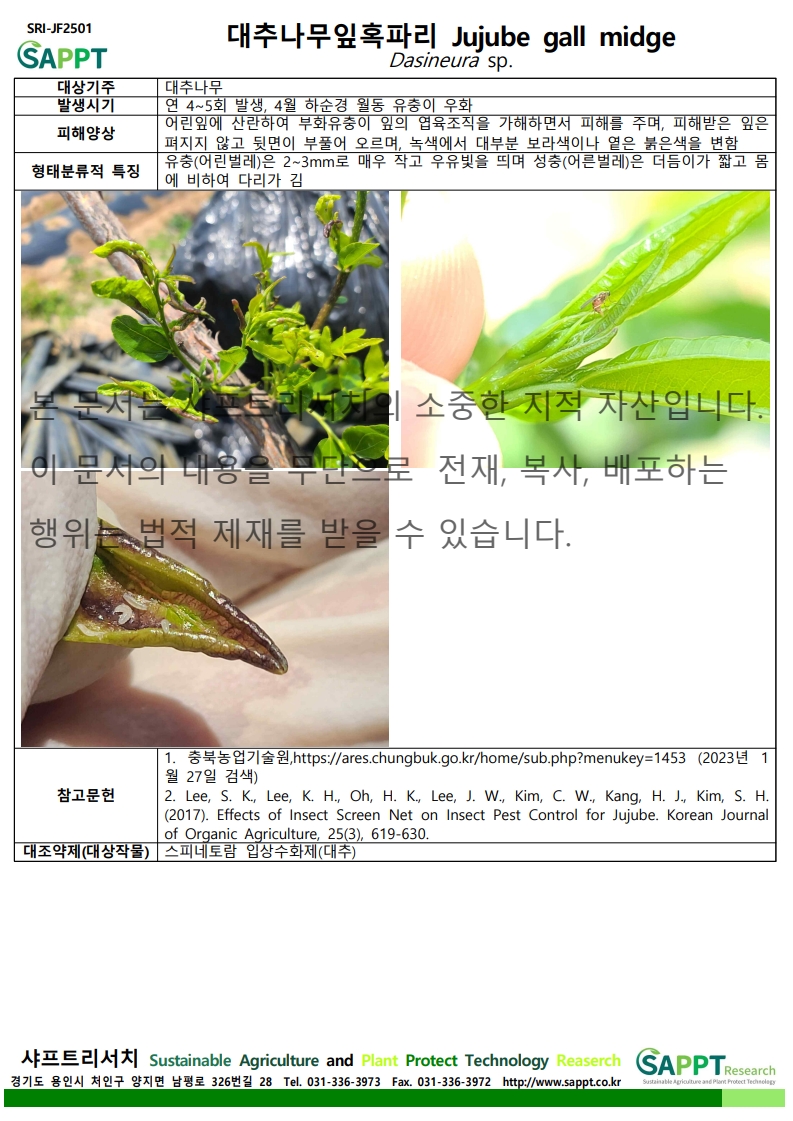 SRI-JF2501
SAPPT
대추나무잎혹파리 Jujube gall midge
Dasineura sp.
대상기주 대추나무
발생시기 연 4~5회 발생, 4월 하순경 월동 유충이 우화
피해양상 어린잎에 산란하여 부화유충이 잎의 엽육조직을 가해하면서 피해를 주며, 피해받은 잎은
펴지지 않고 뒷면이 부풀어 오르며, 녹색에서 대부분 보라색이나 옅은 붉은색을 변함
형태분류적 특징 유충(어린벌레)은 2~3mm로 매우 작고 우유빛을 띄며 성충(어른벌레)은 더듬이가 짧고 몸
에 비하여 다리가 김
본 문서는 샤프트리서치의 소중한 지적 자산입니다.
이 문서의 내용을 무단으로 전재, 복사, 배포하는
행위는 법적 제재를 받을 수 있습니다.
참고문헌
1. 충북농업기술원,https://ares.chungbuk.go.kr/home/sub.php?menukey=1453 (2023년 1
월 27일 검색)
2. Lee, S. K., Lee, K. H., Oh, H. K., Lee, J. W., Kim, C. W., Kang, H. J., Kim, S. H.
(2017). Effects of Insect Screen Net on Insect Pest Control for Jujube. Korean Journal
of Organic Agriculture, 25(3), 619-630.
대조약제(대상작물) 스피네토람 입상수화제(대추)
샤프트리서치 Sustainable Agriculture and Plant Protect Technology Reaserch
경기도 용인시 처인구 양지면 남평로 326번길 28 Tel. 031-336-3973 Fax. 031-336-3972 http://www.sappt.co.kr
SAPPT Research
Sustainable Agriculture and Plant Protect Technology